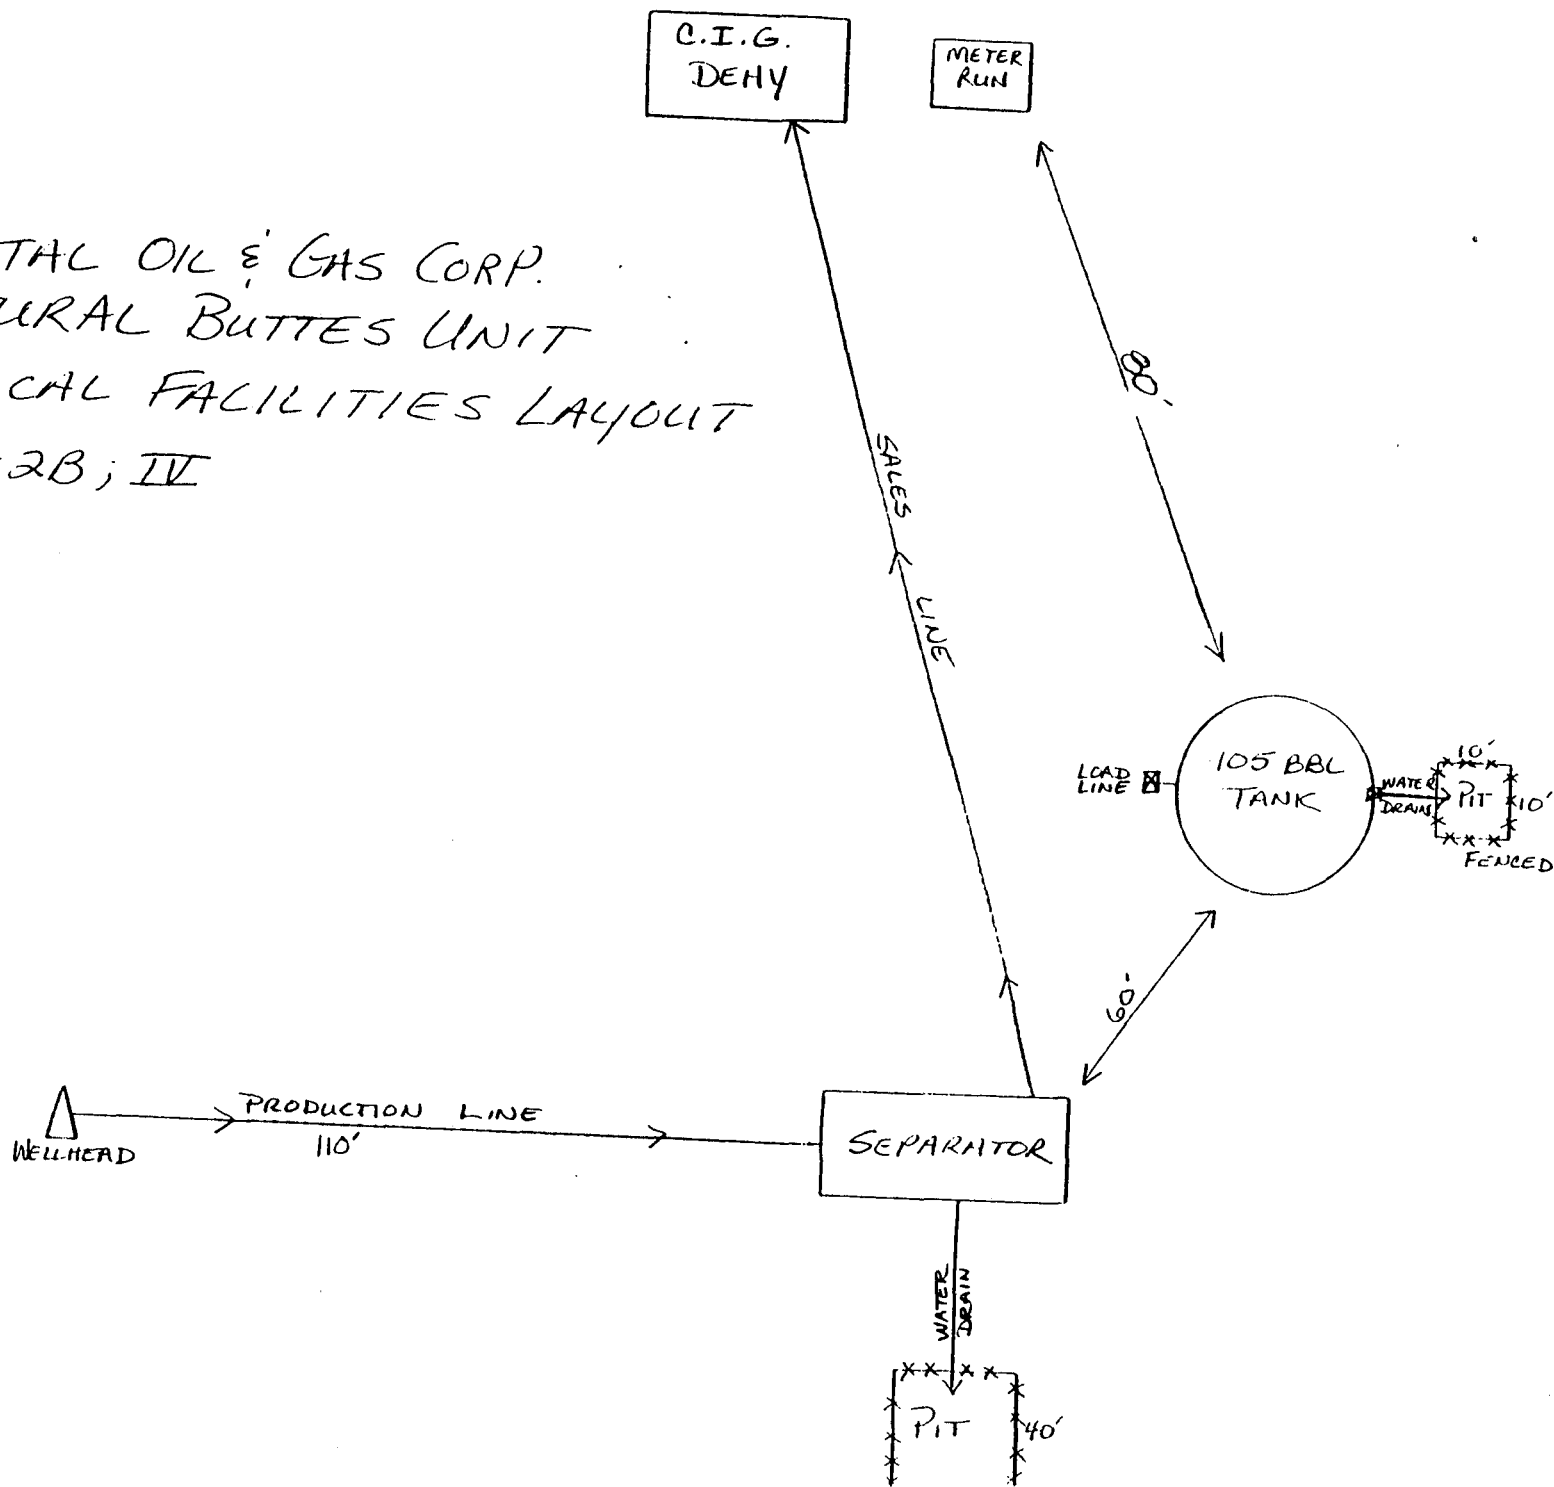 C.I.G.
DEHY
METER
RUN
TAL OIL & GAS CORP.
URAL BUTTES UNIT
CAL FACILITIES LAYOUT
2B; IV
80'
SALES LINE
LOAD
LINE
105 BBL
TANK
WATER
DRAIN
10'
PIT
10'
FENCED
60'
WELLHEAD
PRODUCTION LINE
110'
SEPARATOR
WATER
DRAIN
PIT
40'